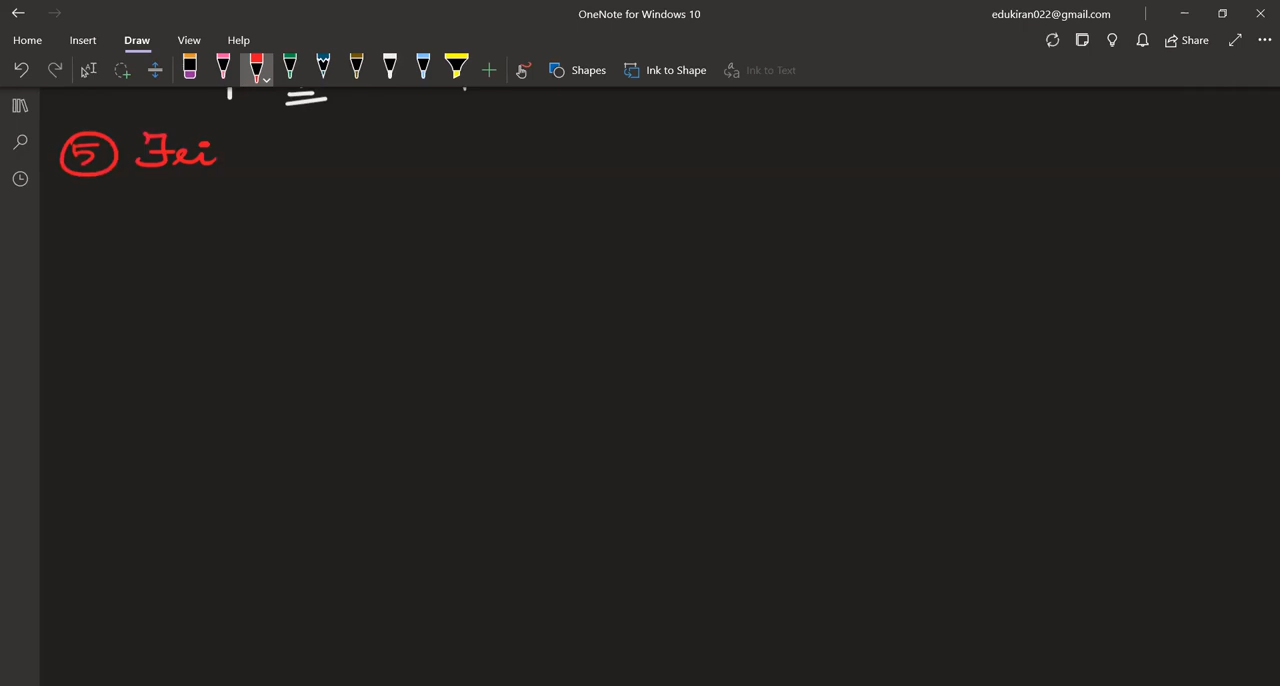 OneNote for Windows 10
edukiran022@gmail.com
Home Insert Draw View Help
Share
Shapes Ink to Shape Ink to Text
5 Fei